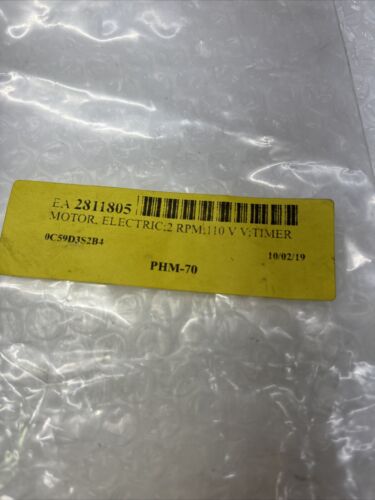 EA 2811805
MOTOR, ELECTRIC;2 RPM;110 V V;TIMER
0C59D3S2B4
10/02/19
PHM-70